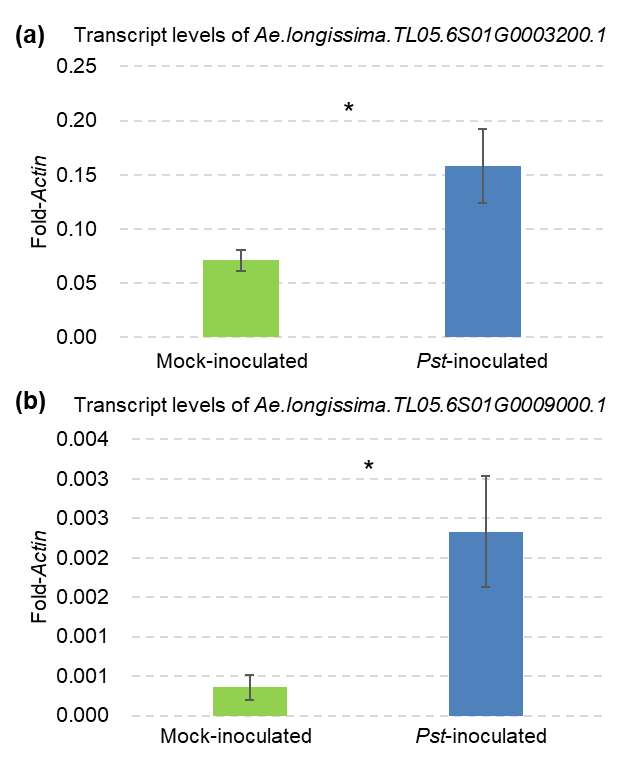 (a) Transcript levels of Ae.longissima.TL05.6S01G0003200.1
0.25
0.20
0.15
0.10
0.05
0.00
Fold-Actin
*
Mock-inoculated Pst-inoculated
(b) Transcript levels of Ae.longissima.TL05.6S01G0009000.1
0.004
0.003
0.003
0.002
0.002
0.001
0.001
0.000
Fold-Actin
*
Mock-inoculated Pst-inoculated